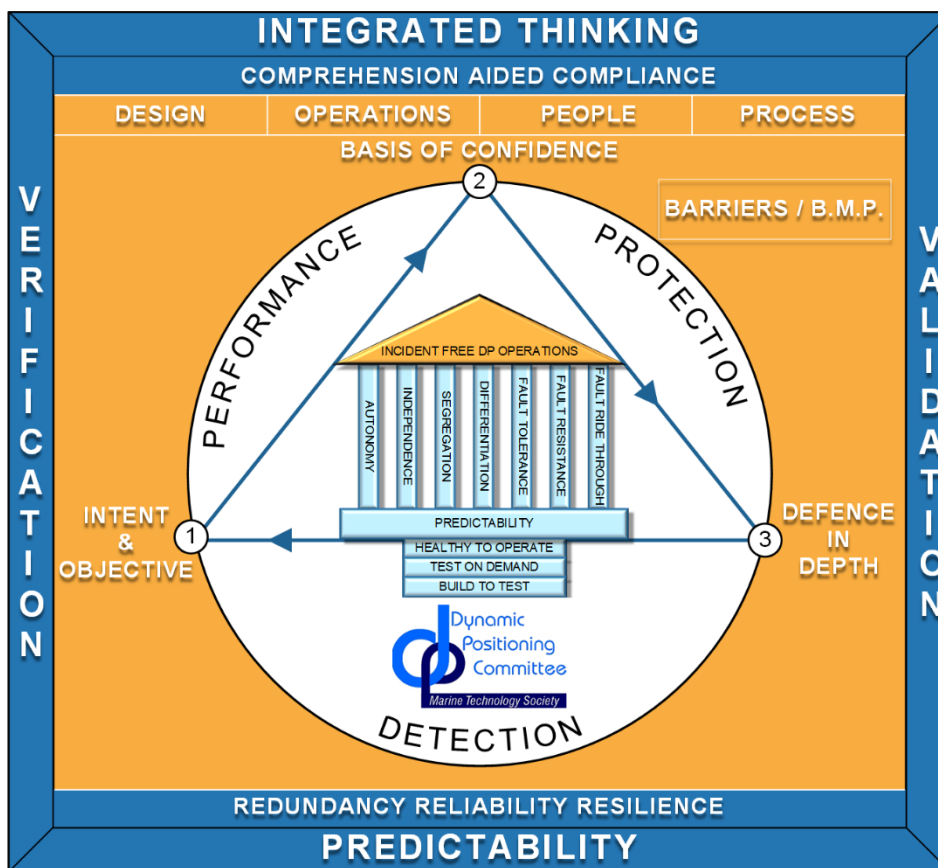 INTEGRATED THINKING
COMPREHENSION AIDED COMPLIANCE
DESIGN
OPERATIONS
PEOPLE
PROCESS
BASIS OF CONFIDENCE
VERIFICATION
VALIDATION
BARRIERS / B.M.P.
2
PERFORMANCE
PROTECTION
INCIDENT FREE DP OPERATIONS
AUTONOMY
INDEPENDENCE
SEGREGATION
DIFFERENTIATION
FAULT TOLERANCE
FAULT RESISTANCE
FAULT RIDE THROUGH
PREDICTABILITY
HEALTHY TO OPERATE
TEST ON DEMAND
BUILD TO TEST
INTENT
&
OBJECTIVE
1
3
DEFENCE
IN
DEPTH
dp
Dynamic
Positioning
Committee
Marine Technology Society
DETECTION
REDUNDANCY RELIABILITY RESILIENCE
PREDICTABILITY